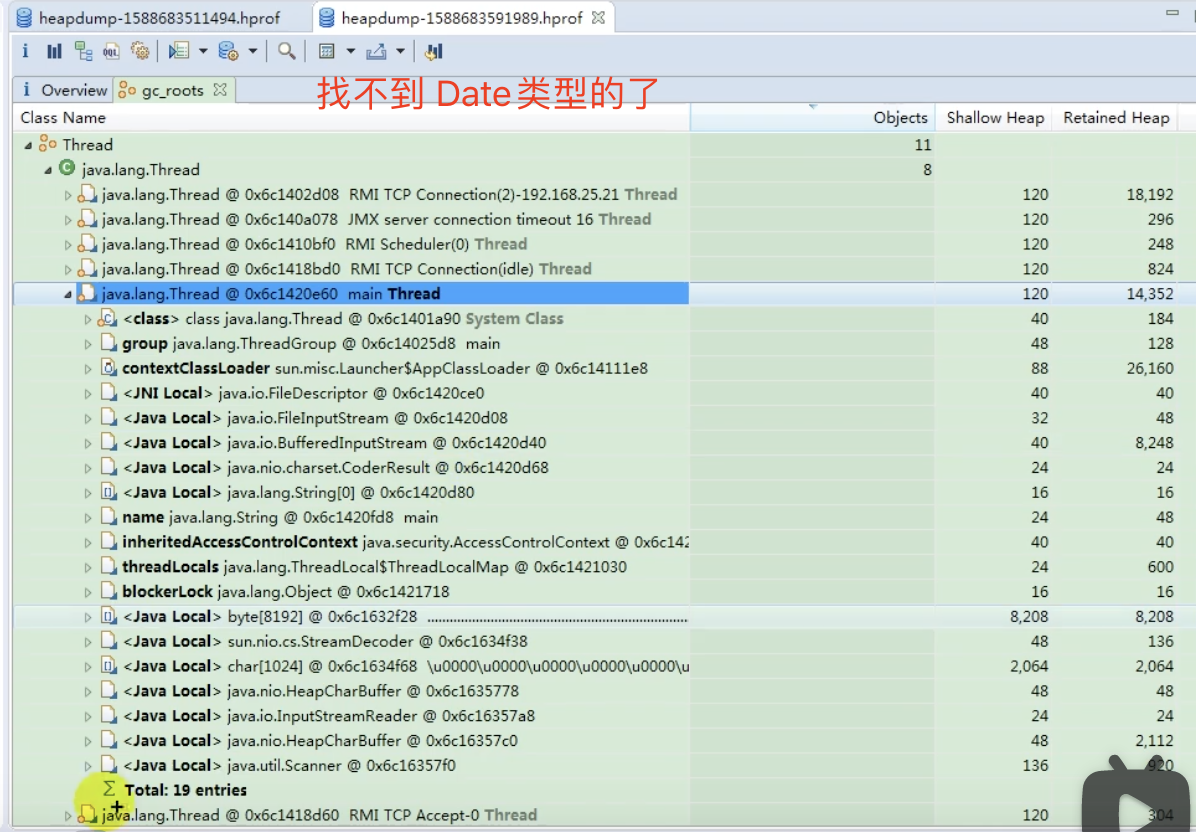 heapdump-1588683511494.hprof heapdump-1588683591989.hprof
i OQL
i Overview gc_roots
找不到 Date类型的了
Class Name Objects Shallow Heap Retained Heap
Thread 11
java.lang.Thread 8
java.lang.Thread @ 0x6c1402d08 RMI TCP Connection(2)-192.168.25.21 Thread 120 18,192
java.lang.Thread @ 0x6c140a078 JMX server connection timeout 16 Thread 120 296
java.lang.Thread @ 0x6c1410bf0 RMI Scheduler(0) Thread 120 248
java.lang.Thread @ 0x6c1418bd0 RMI TCP Connection(idle) Thread 120 824
java.lang.Thread @ 0x6c1420e60 main Thread 120 14,352
<class> class java.lang.Thread @ 0x6c1401a90 System Class 40 184
group java.lang.ThreadGroup @ 0x6c14025d8 main 48 128
contextClassLoader sun.misc.Launcher$AppClassLoader @ 0x6c14111e8 88 26,160
<JNI Local> java.io.FileDescriptor @ 0x6c1420ce0 40 40
<Java Local> java.io.FileInputStream @ 0x6c1420d08 32 48
<Java Local> java.io.BufferedInputStream @ 0x6c1420d40 40 8,248
<Java Local> java.nio.charset.CoderResult @ 0x6c1420d68 24 24
<Java Local> java.lang.String[0] @ 0x6c1420d80 16 16
name java.lang.String @ 0x6c1420fd8 main 24 48
inheritedAccessControlContext java.security.AccessControlContext @ 0x6c142 40 40
threadLocals java.lang.ThreadLocal$ThreadLocalMap @ 0x6c1421030 24 600
blockerLock java.lang.Object @ 0x6c1421718 16 16
<Java Local> byte[8192] @ 0x6c1632f28 ................................................................ 8,208 8,208
<Java Local> sun.nio.cs.StreamDecoder @ 0x6c1634f38 48 136
<Java Local> char[1024] @ 0x6c1634f68 \u0000\u0000\u0000\u0000\u0000\u 2,064 2,064
<Java Local> java.nio.HeapCharBuffer @ 0x6c1635778 48 48
<Java Local> java.io.InputStreamReader @ 0x6c16357a8 24 24
<Java Local> java.nio.HeapCharBuffer @ 0x6c16357c0 48 2,112
<Java Local> java.util.Scanner @ 0x6c16357f0 136 920
Σ Total: 19 entries
java.lang.Thread @ 0x6c1418d60 RMI TCP Accept-0 Thread 120 304